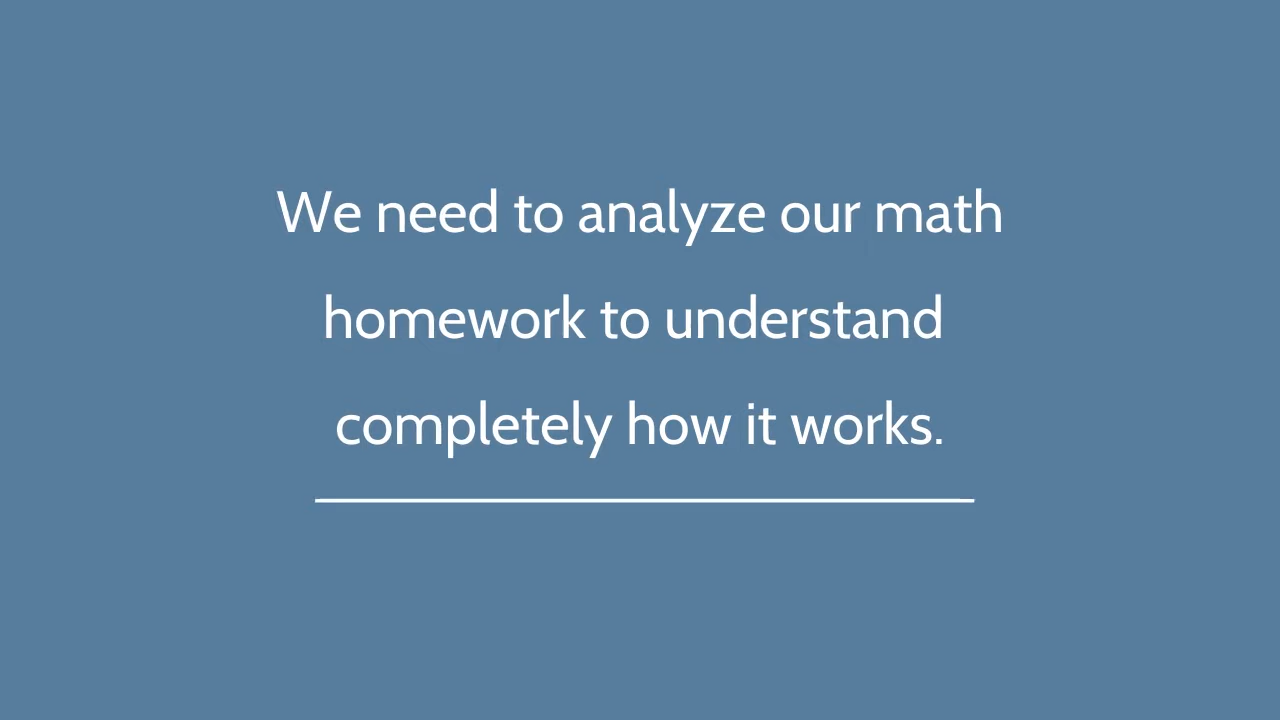 We need to analyze our math
homework to understand
completely how it works.